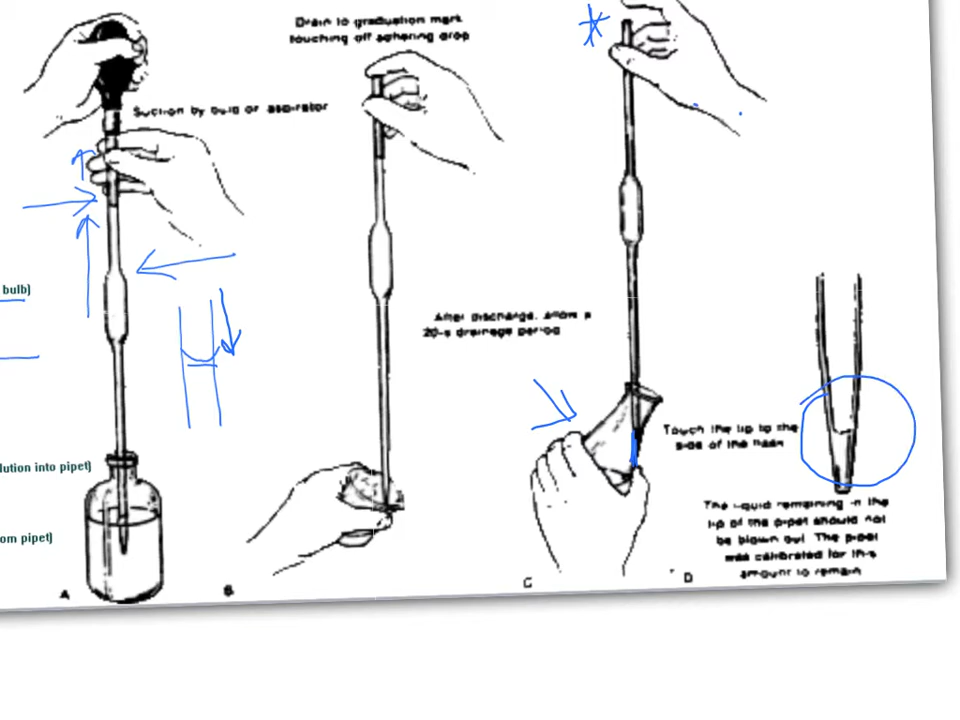 Drain to graduation mark
touching off adhering drop
Suction by bulb or aspirator
bulb)
After discharge, allow a
20-s drainage period
Touch the tip to the
side of the flask
lution into pipet)
The liquid remaining in the
tip of the pipet should not
be blown out. The pipet
was calibrated for this
amount to remain
om pipet)
A
B
C
D